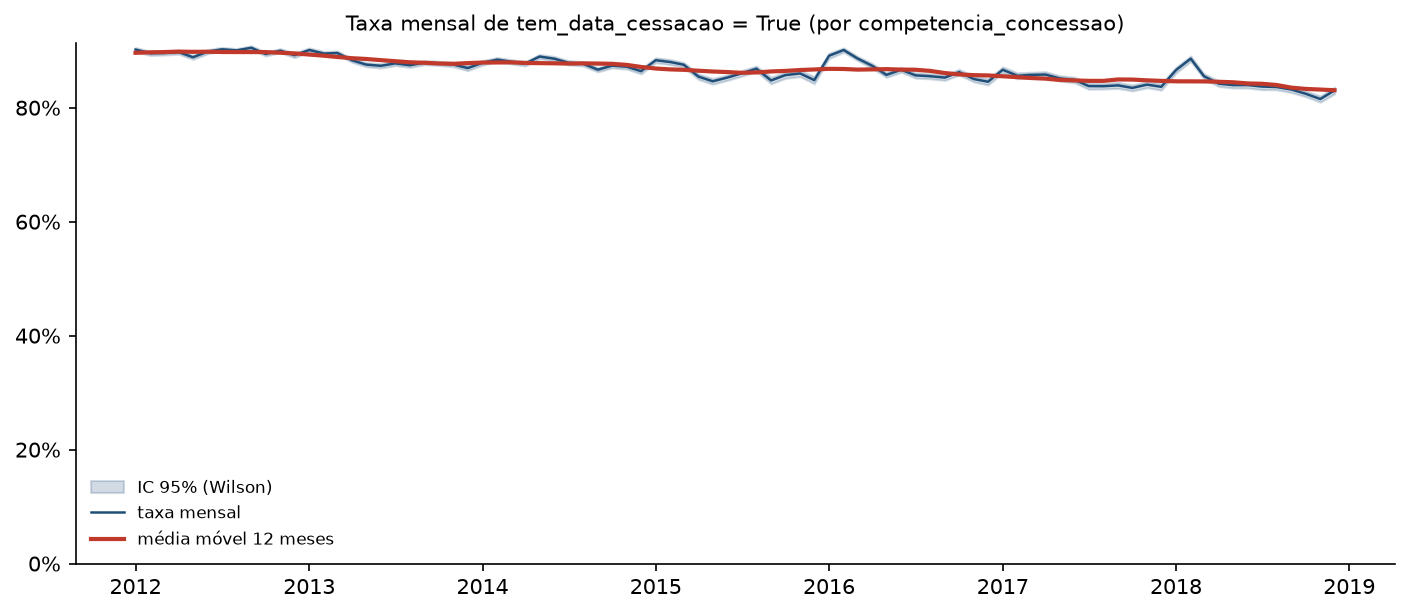 Taxa mensal de tem_data_cessacao = True (por competencia_concessao)
80%
60%
40%
20%
0%
IC 95% (Wilson)
taxa mensal
média móvel 12 meses
2012 2013 2014 2015 2016 2017 2018 2019